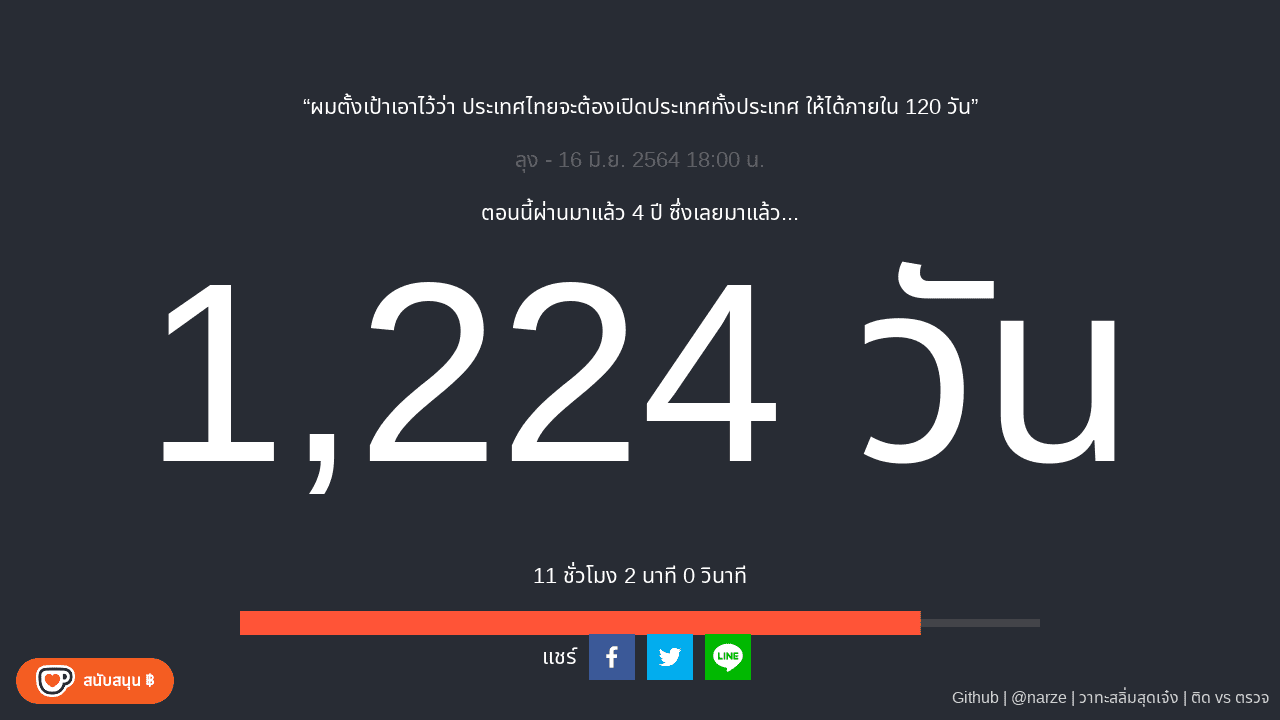 “ผมตั้งเป้าเอาไว้ว่า ประเทศไทยจะต้องเปิดประเทศทั้งประเทศ ให้ได้ภายใน 120 วัน”
ลุง - 16 มิ.ย. 2564 18:00 น.
ตอนนี้ผ่านมาแล้ว 4 ปี ซึ่งเลยมาแล้ว...
1,224 วัน
11 ชั่วโมง 2 นาที 0 วินาที
แชร์
LINE
สนับสนุน ฿
Github | @narze | วาทะสลิ่มสุดเจ๋ง | ติด vs ตรวจ